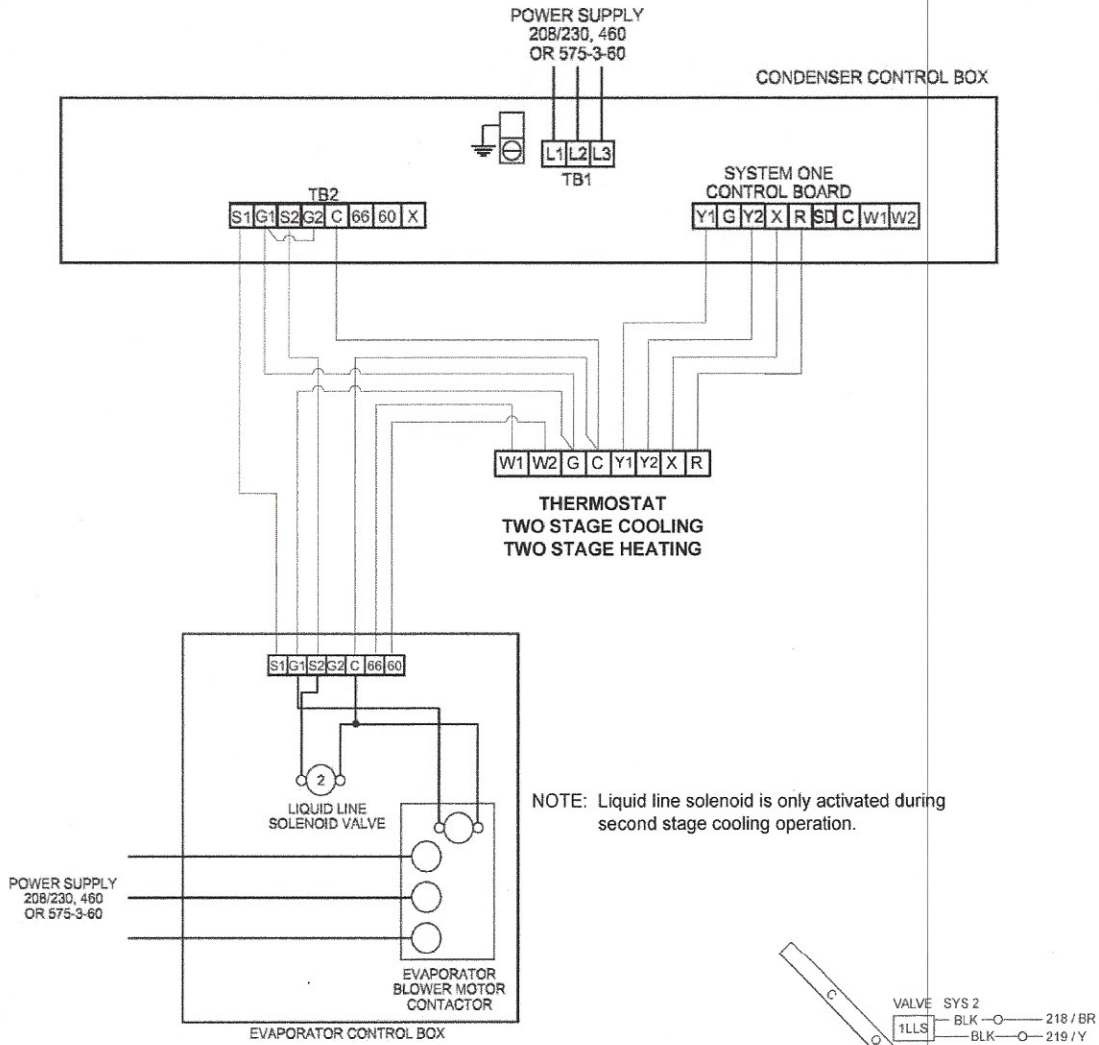 POWER SUPPLY
208/230, 460
OR 575-3-60
CONDENSER CONTROL BOX
L1 L2 L3
TB1
SYSTEM ONE
CONTROL BOARD
TB2
S1 G1 S2 G2 C 66 60 X
Y1 G Y2 X R SD C W1 W2
W1 W2 G C Y1 Y2 X R
THERMOSTAT
TWO STAGE COOLING
TWO STAGE HEATING
S1 G1 S2 G2 C 66 60
2
LIQUID LINE
SOLENOID VALVE
NOTE: Liquid line solenoid is only activated during
second stage cooling operation.
POWER SUPPLY
208/230, 460
OR 575-3-60
EVAPORATOR
BLOWER MOTOR
CONTACTOR
EVAPORATOR CONTROL BOX
VALVE SYS 2
1LLS
BLK 218 / BR
BLK 219 / Y